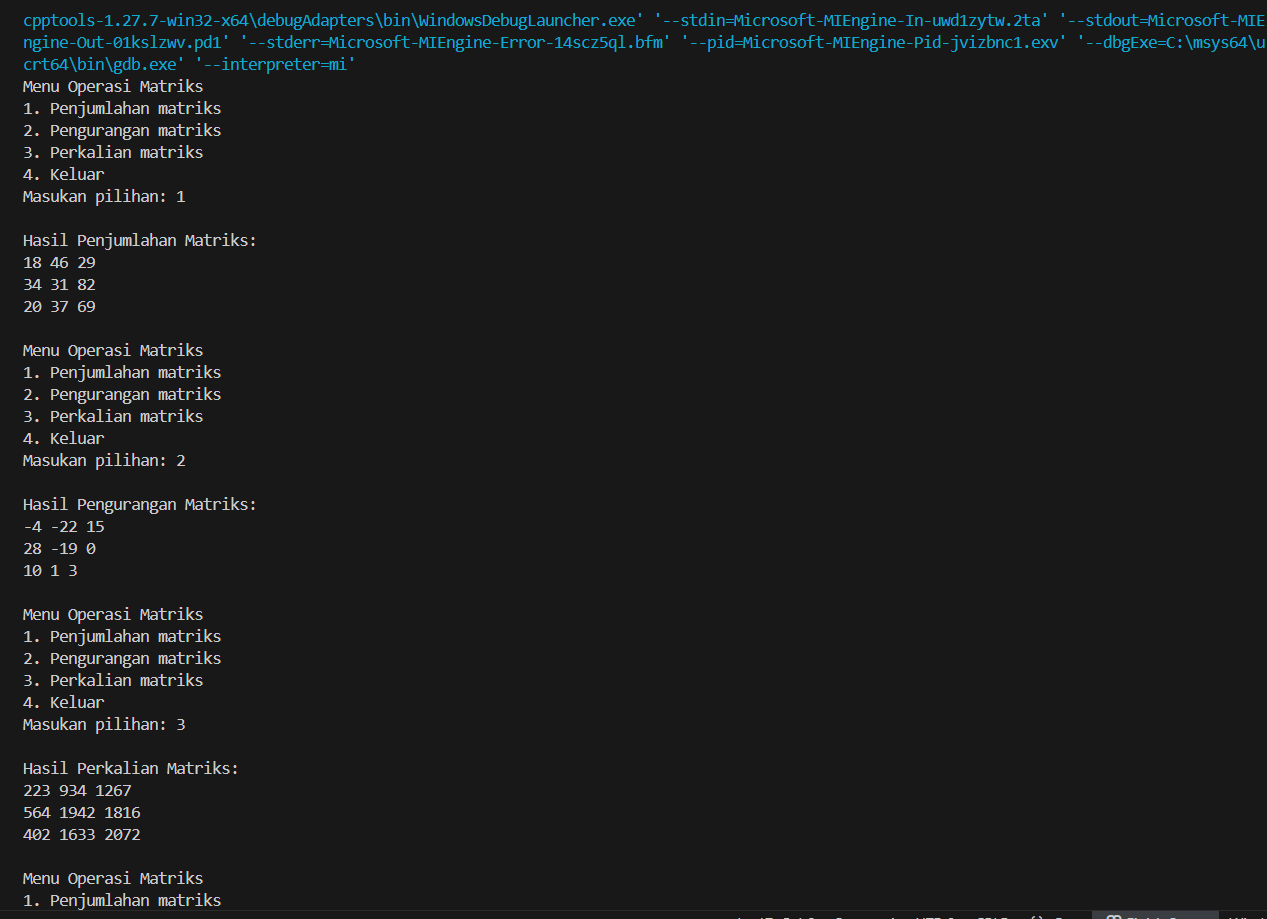 cpptools-1.27.7-win32-x64\debugAdapters\bin\WindowsDebugLauncher.exe' '--stdin=Microsoft-MIEngine-In-uwd1zytw.2ta' '--stdout=Microsoft-MIE
ngine-Out-01kslzwv.pd1' '--stderr=Microsoft-MIEngine-Error-14scz5ql.bfm' '--pid=Microsoft-MIEngine-Pid-jvizbnc1.exv' '--dbgExe=C:\msys64\u
crt64\bin\gdb.exe' '--interpreter=mi'
Menu Operasi Matriks
1. Penjumlahan matriks
2. Pengurangan matriks
3. Perkalian matriks
4. Keluar
Masukan pilihan: 1
Hasil Penjumlahan Matriks:
18 46 29
34 31 82
20 37 69
Menu Operasi Matriks
1. Penjumlahan matriks
2. Pengurangan matriks
3. Perkalian matriks
4. Keluar
Masukan pilihan: 2
Hasil Pengurangan Matriks:
-4 -22 15
28 -19 0
10 1 3
Menu Operasi Matriks
1. Penjumlahan matriks
2. Pengurangan matriks
3. Perkalian matriks
4. Keluar
Masukan pilihan: 3
Hasil Perkalian Matriks:
223 934 1267
564 1942 1816
402 1633 2072
Menu Operasi Matriks
1. Penjumlahan matriks